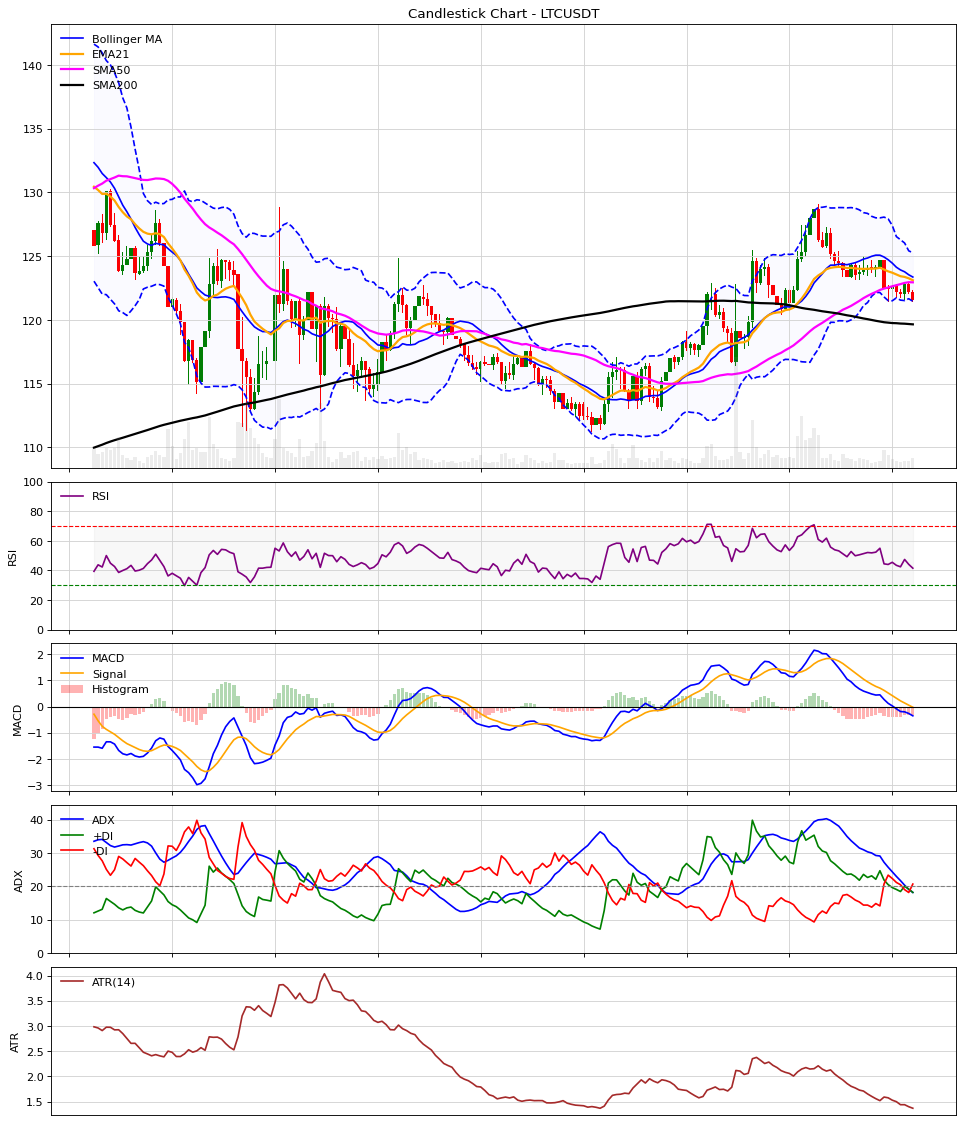 Candlestick Chart - LTCUSDT
Bollinger MA
EMA21
SMA50
SMA200
140
135
130
125
120
115
110
RSI
100
80
60
40
20
0
RSI
MACD
Signal
Histogram
2
1
0
−1
−2
−3
MACD
ADX
+DI
-DI
40
30
20
10
0
ADX
ATR(14)
4.0
3.5
3.0
2.5
2.0
1.5
ATR